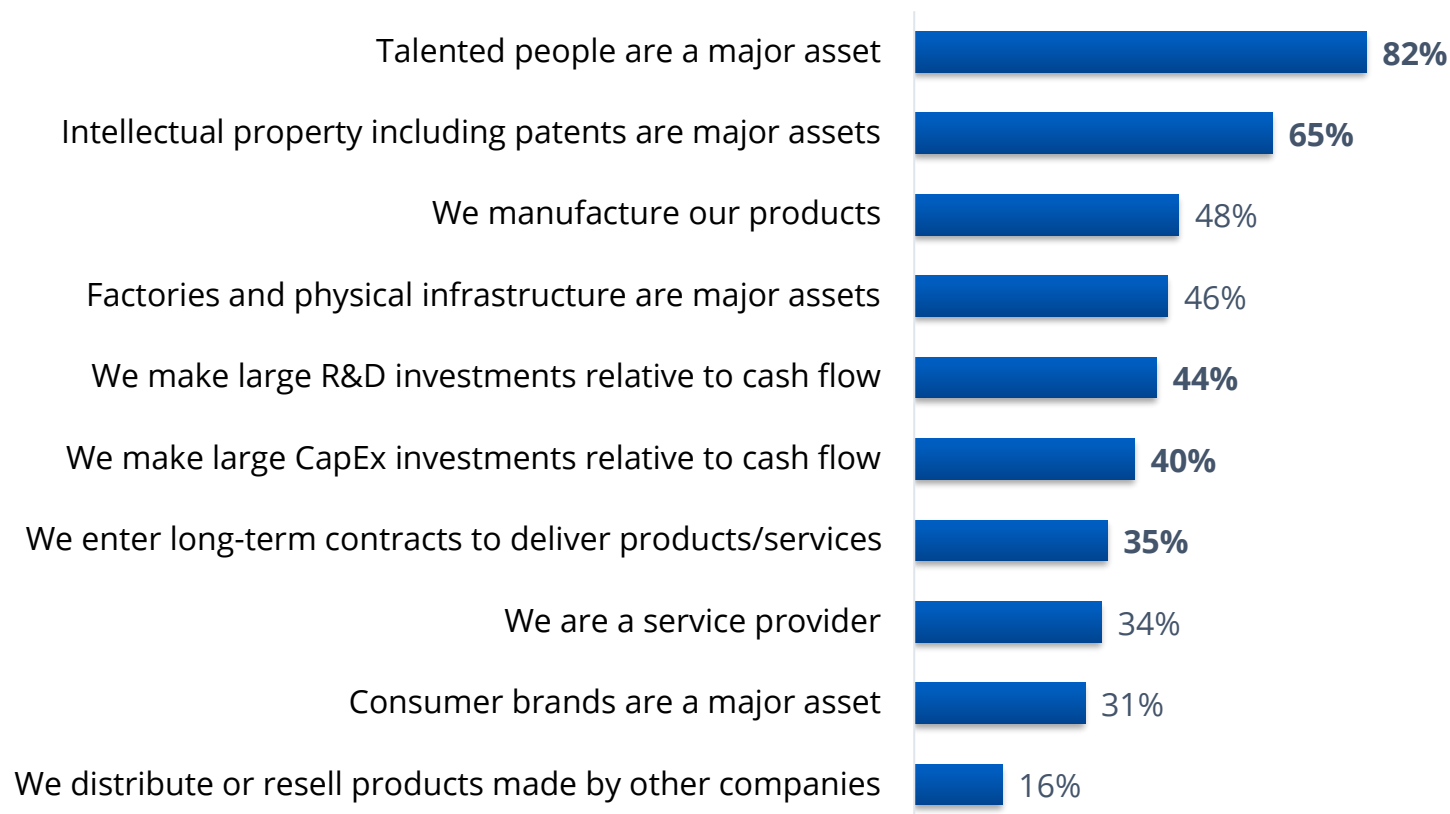 Talented people are a major asset 82%
Intellectual property including patents are major assets 65%
We manufacture our products 48%
Factories and physical infrastructure are major assets 46%
We make large R&D investments relative to cash flow 44%
We make large CapEx investments relative to cash flow 40%
We enter long-term contracts to deliver products/services 35%
We are a service provider 34%
Consumer brands are a major asset 31%
We distribute or resell products made by other companies 16%